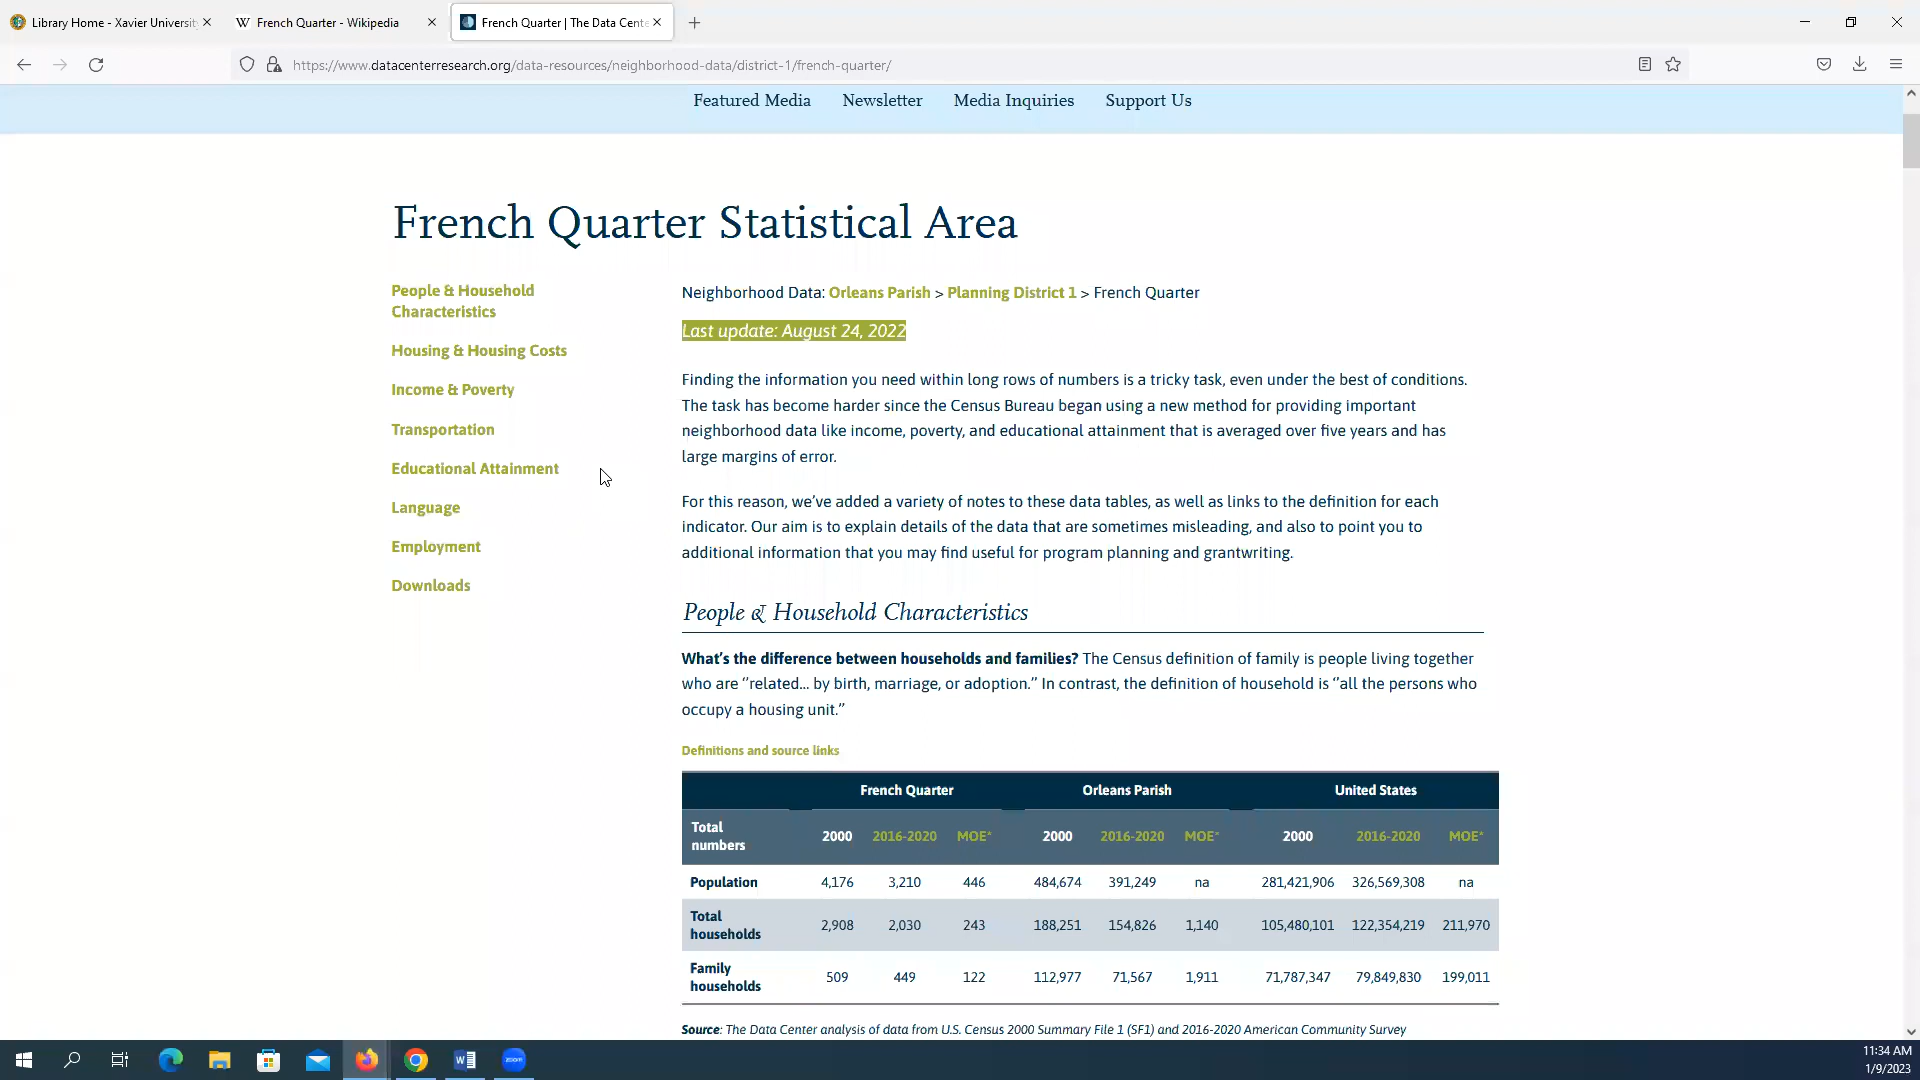 Library Home - Xavier Universit
French Quarter - Wikipedia
French Quarter | The Data Cent
https://www.datacenterresearch.org/data-resources/neighborhood-data/district-1/french-quarter/
Featured Media Newsletter Media Inquiries Support Us
French Quarter Statistical Area
People & Household
Characteristics
Housing & Housing Costs
Income & Poverty
Transportation
Educational Attainment
Language
Employment
Downloads
Neighborhood Data: Orleans Parish > Planning District 1 > French Quarter
Last update: August 24, 2022
Finding the information you need within long rows of numbers is a tricky task, even under the best of conditions.
The task has become harder since the Census Bureau began using a new method for providing important
neighborhood data like income, poverty, and educational attainment that is averaged over five years and has
large margins of error.
For this reason, we’ve added a variety of notes to these data tables, as well as links to the definition for each
indicator. Our aim is to explain details of the data that are sometimes misleading, and also to point you to
additional information that you may find useful for program planning and grantwriting.
People & Household Characteristics
What’s the difference between households and families? The Census definition of family is people living together
who are “related… by birth, marriage, or adoption.” In contrast, the definition of household is “all the persons who
occupy a housing unit.”
Definitions and source links
French Quarter Orleans Parish United States
Total numbers 2000 2016-2020 MOE* 2000 2016-2020 MOE* 2000 2016-2020 MOE*
Population 4,176 3,210 446 484,674 391,249 na 281,421,906 326,569,308 na
Total households 2,908 2,030 243 188,251 154,826 1,140 105,480,101 122,354,219 211,970
Family households 509 449 122 112,977 71,567 1,911 71,787,347 79,849,830 199,011
Source: The Data Center analysis of data from U.S. Census 2000 Summary File 1 (SF1) and 2016-2020 American Community Survey
zoom
11:34 AM
1/9/2023